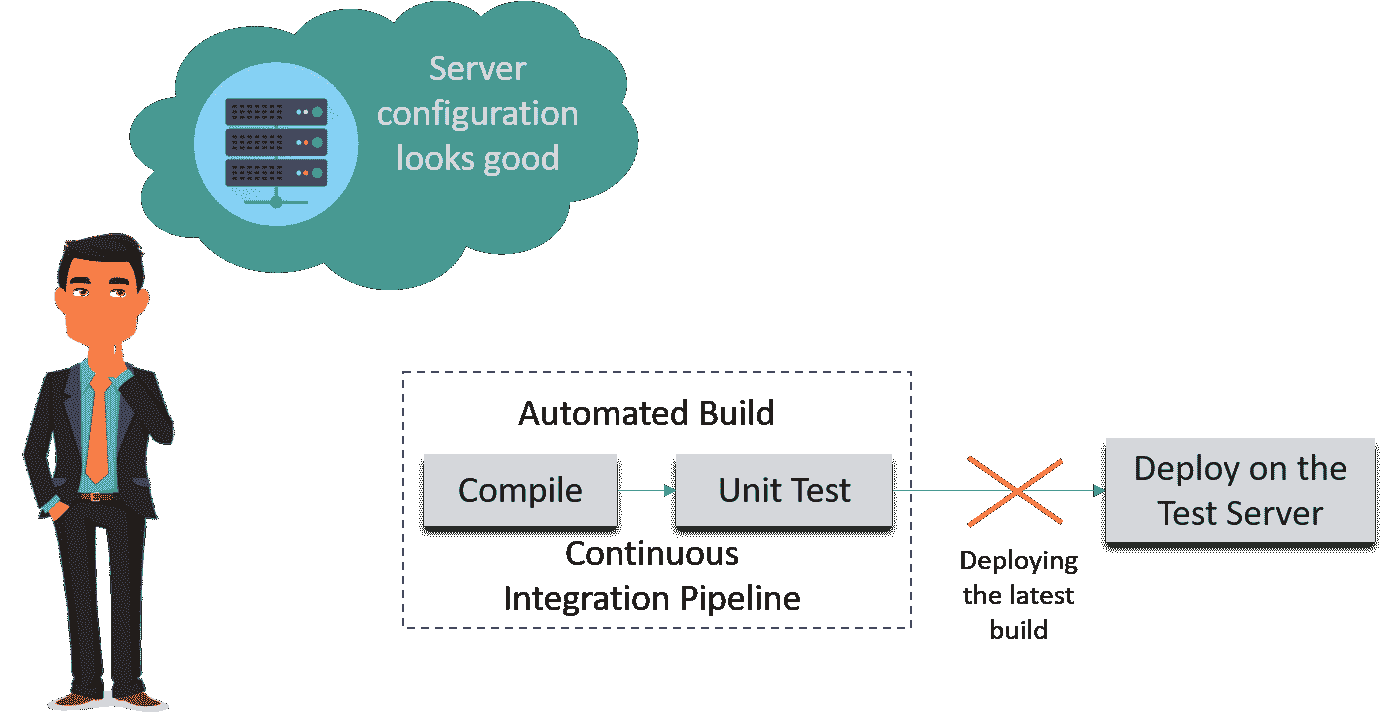 Server
configuration
looks good
Automated Build
Compile
Unit Test
Continuous
Integration Pipeline
Deploying
the latest
build
Deploy on the
Test Server